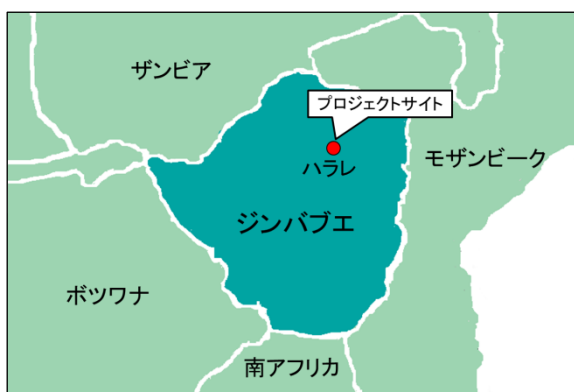 ザンビア
プロジェクトサイト
ハラレ
モザンビーク
ジンバブエ
ボツワナ
南アフリカ